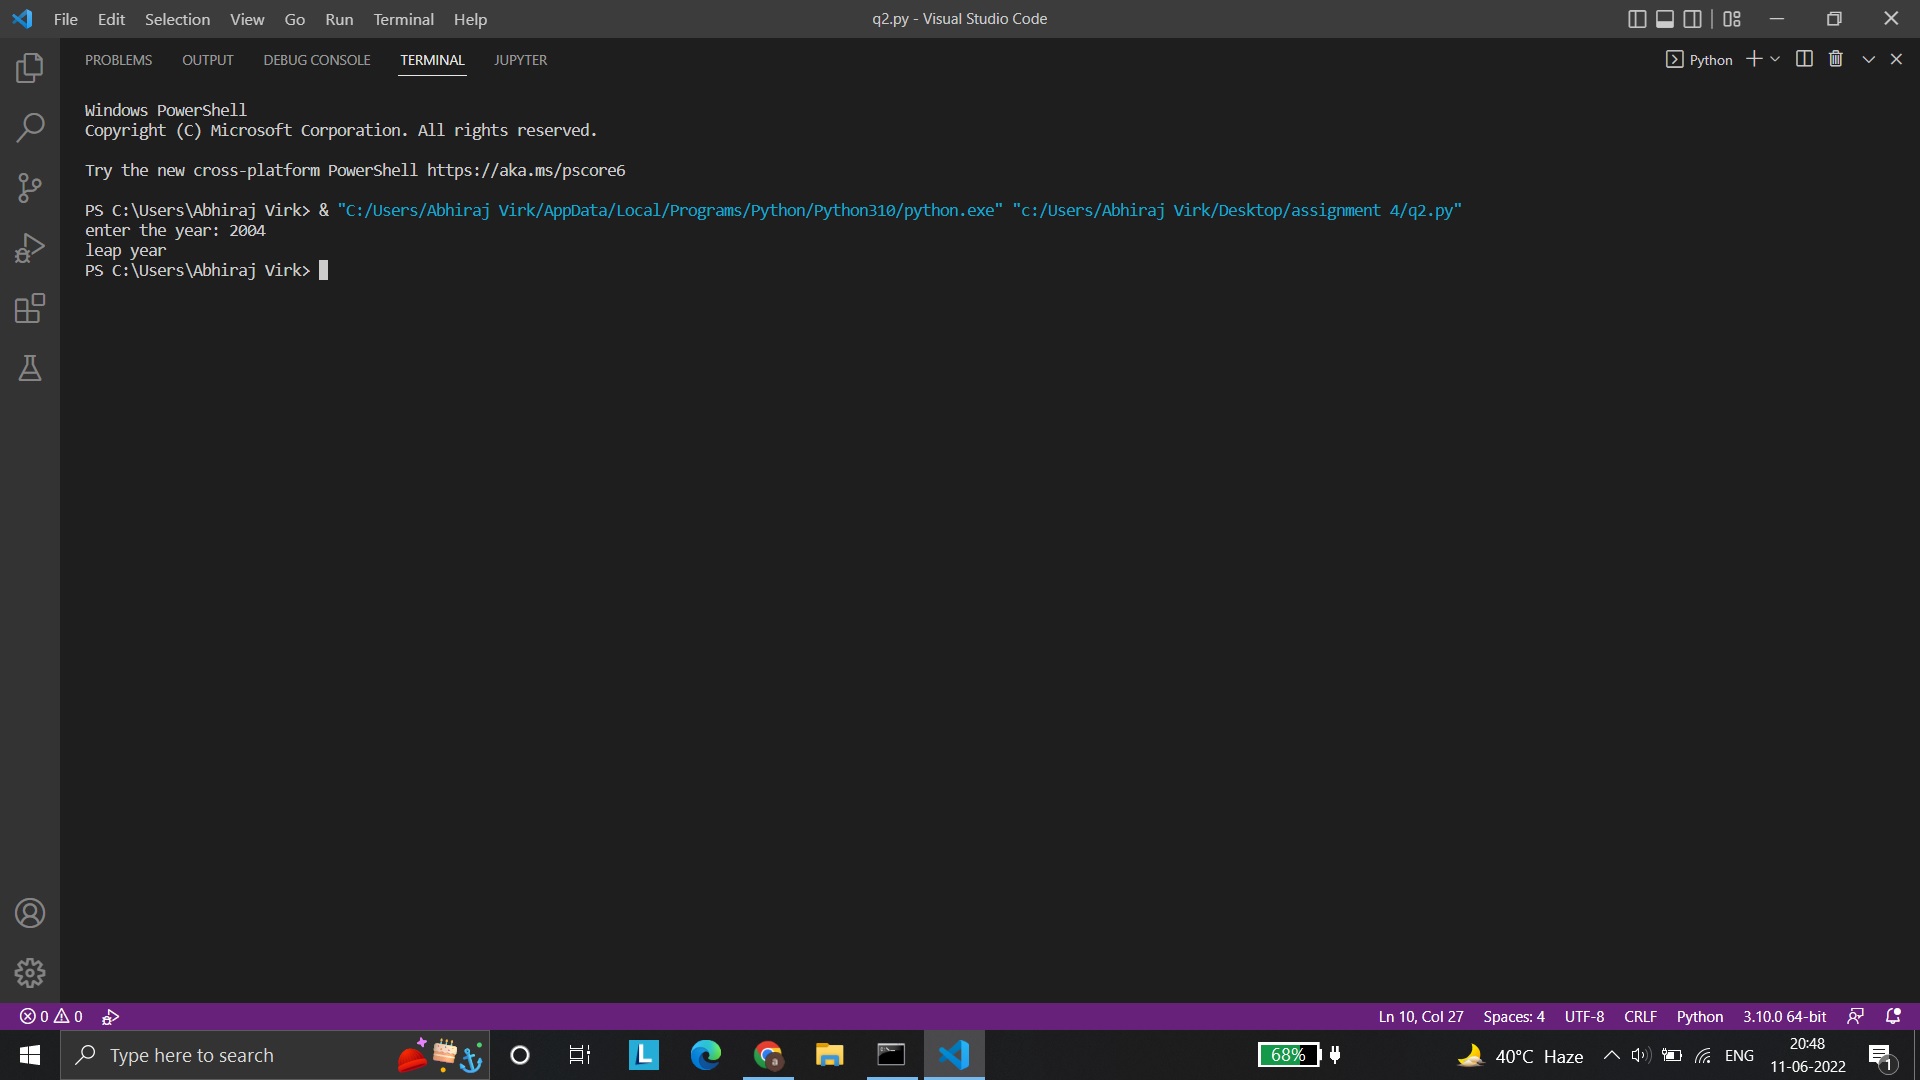 File Edit Selection View Go Run Terminal Help
q2.py - Visual Studio Code
PROBLEMS OUTPUT DEBUG CONSOLE TERMINAL JUPYTER
Python
Windows PowerShell
Copyright (C) Microsoft Corporation. All rights reserved.
Try the new cross-platform PowerShell https://aka.ms/pscore6
PS C:\Users\Abhiraj Virk> & "C:/Users/Abhiraj Virk/AppData/Local/Programs/Python/Python310/python.exe" "c:/Users/Abhiraj Virk/Desktop/assignment 4/q2.py"
enter the year: 2004
leap year
PS C:\Users\Abhiraj Virk>
0 0
Ln 10, Col 27 Spaces: 4 UTF-8 CRLF Python 3.10.0 64-bit
Type here to search
L
68%
40°C Haze
ENG
20:48
11-06-2022
1